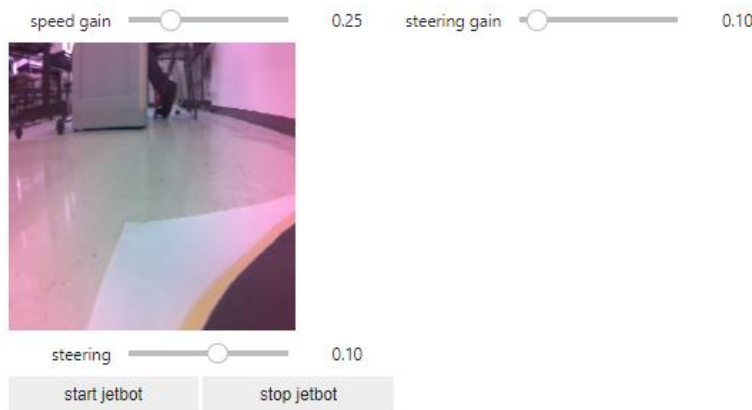 speed gain 0.25 steering gain 0.10
steering 0.10
start jetbot stop jetbot